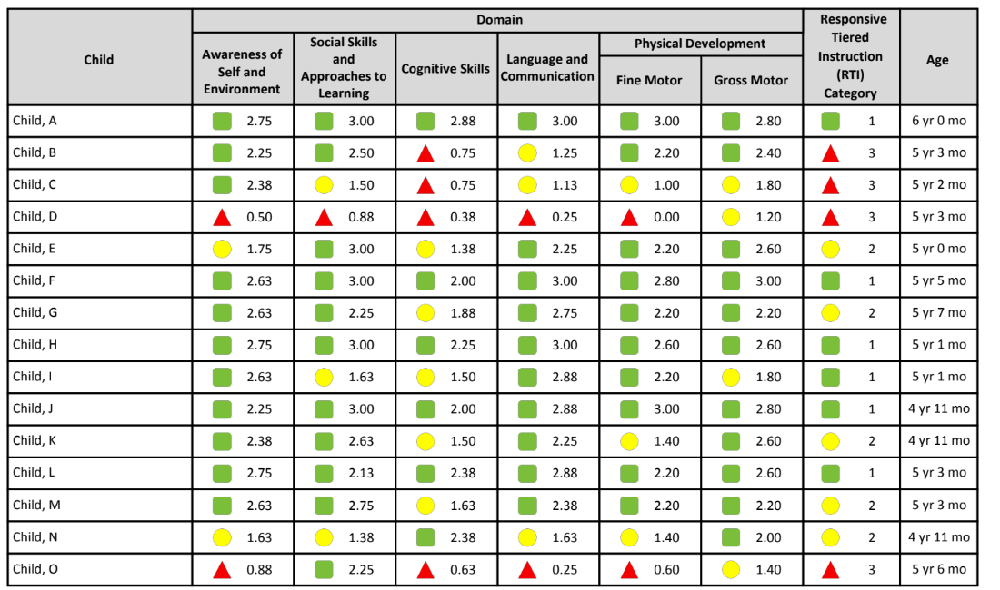 Child
Domain
Responsive Tiered Instruction (RTI) Category
Age
Awareness of Self and Environment
Social Skills and Approaches to Learning
Cognitive Skills
Language and Communication
Physical Development
Fine Motor
Gross Motor
Child, A 2.75 3.00 2.88 3.00 3.00 2.80 1 6 yr 0 mo
Child, B 2.25 2.50 0.75 1.25 2.20 2.40 3 5 yr 3 mo
Child, C 2.38 1.50 0.75 1.13 1.00 1.80 3 5 yr 2 mo
Child, D 0.50 0.88 0.38 0.25 0.00 1.20 3 5 yr 3 mo
Child, E 1.75 3.00 1.38 2.25 2.20 2.60 2 5 yr 0 mo
Child, F 2.63 3.00 2.00 3.00 2.80 3.00 1 5 yr 5 mo
Child, G 2.63 2.25 1.88 2.75 2.20 2.20 2 5 yr 7 mo
Child, H 2.75 3.00 2.25 3.00 2.60 2.60 1 5 yr 1 mo
Child, I 2.63 1.63 1.50 2.88 2.20 1.80 1 5 yr 1 mo
Child, J 2.25 3.00 2.00 2.88 3.00 2.80 1 4 yr 11 mo
Child, K 2.38 2.63 1.50 2.25 1.40 2.60 2 4 yr 11 mo
Child, L 2.75 2.13 2.38 2.88 2.20 2.60 1 5 yr 3 mo
Child, M 2.63 2.75 1.63 2.38 2.20 2.20 2 5 yr 3 mo
Child, N 1.63 1.38 2.38 1.63 1.40 2.00 2 4 yr 11 mo
Child, O 0.88 2.25 0.63 0.25 0.60 1.40 3 5 yr 6 mo